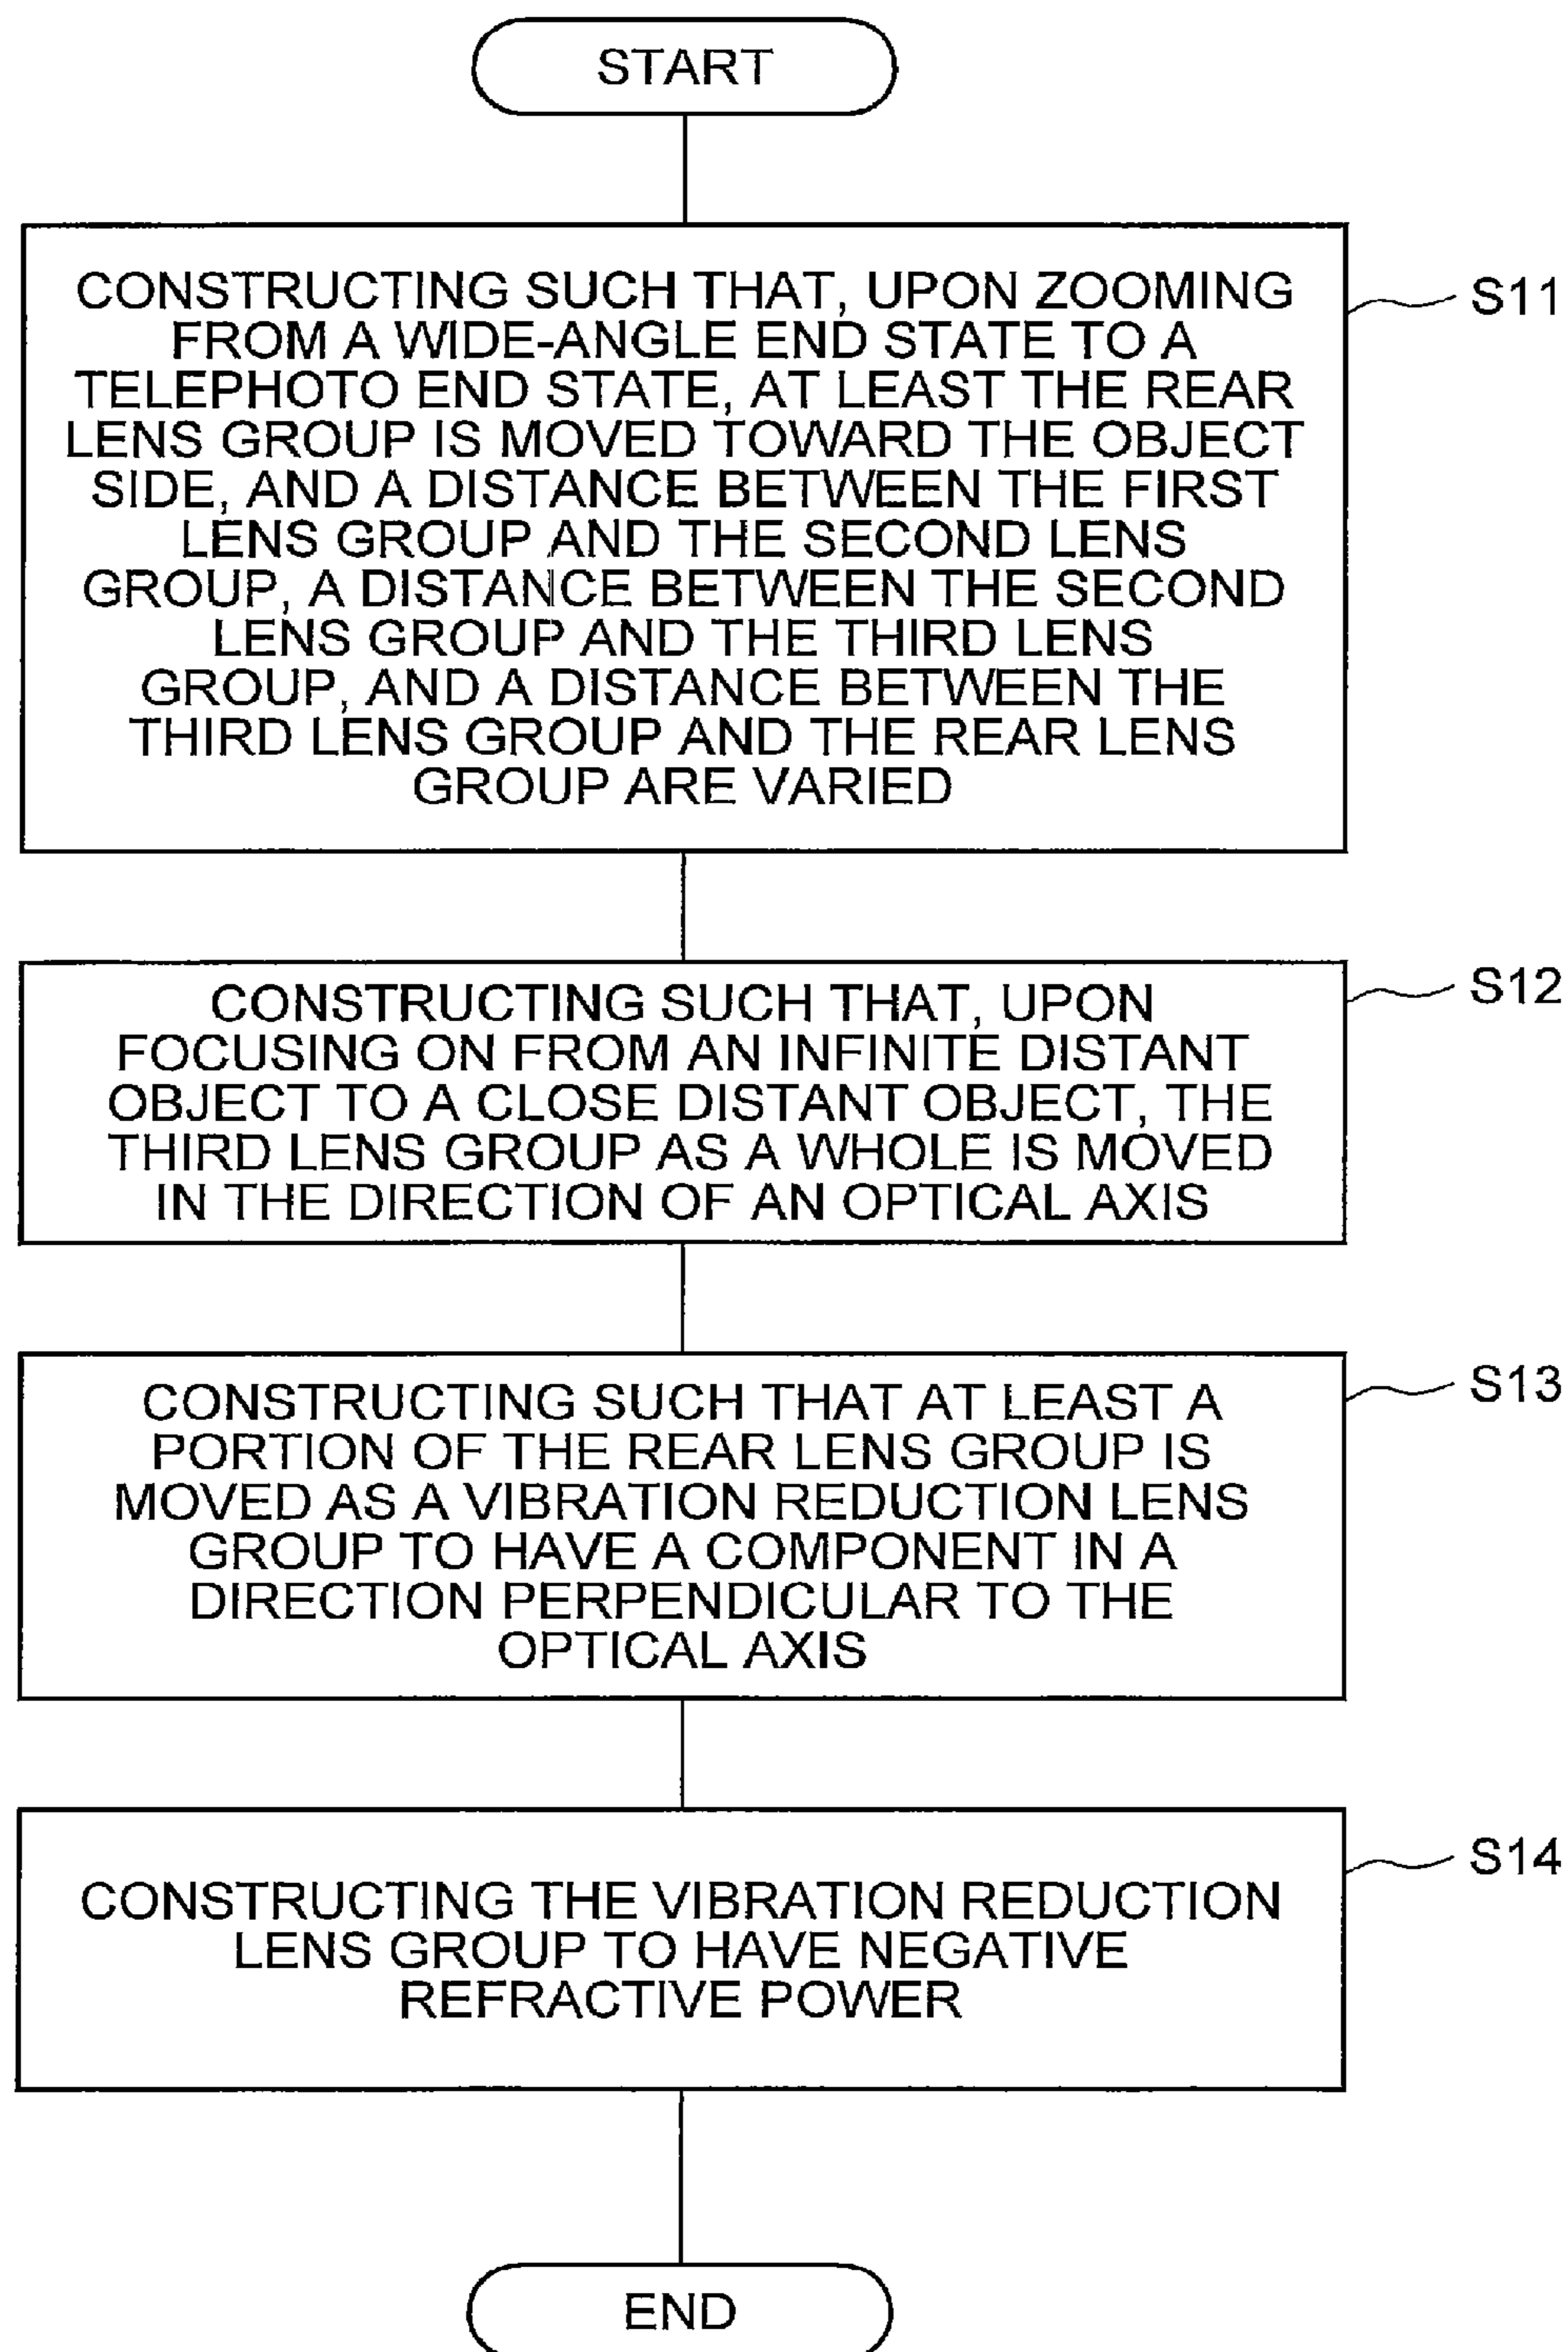 START
CONSTRUCTING SUCH THAT, UPON ZOOMING
FROM A WIDE-ANGLE END STATE TO A
TELEPHOTO END STATE, AT LEAST THE REAR
LENS GROUP IS MOVED TOWARD THE OBJECT
SIDE, AND A DISTANCE BETWEEN THE FIRST
LENS GROUP AND THE SECOND LENS
GROUP, A DISTANCE BETWEEN THE SECOND
LENS GROUP AND THE THIRD LENS
GROUP, AND A DISTANCE BETWEEN THE
THIRD LENS GROUP AND THE REAR LENS
GROUP ARE VARIED
S11
CONSTRUCTING SUCH THAT, UPON
FOCUSING ON FROM AN INFINITE DISTANT
OBJECT TO A CLOSE DISTANT OBJECT, THE
THIRD LENS GROUP AS A WHOLE IS MOVED
IN THE DIRECTION OF AN OPTICAL AXIS
S12
CONSTRUCTING SUCH THAT AT LEAST A
PORTION OF THE REAR LENS GROUP IS
MOVED AS A VIBRATION REDUCTION LENS
GROUP TO HAVE A COMPONENT IN A
DIRECTION PERPENDICULAR TO THE
OPTICAL AXIS
S13
CONSTRUCTING THE VIBRATION REDUCTION
LENS GROUP TO HAVE NEGATIVE
REFRACTIVE POWER
S14
END